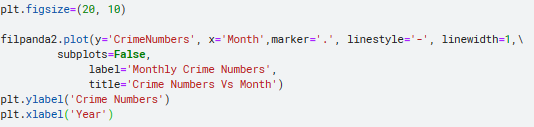 plt.figsize=(20, 10)
filpanda2.plot(y='CrimeNumbers', x='Month',marker='.', linestyle='-', linewidth=1,\
subplots=False,
label='Monthly Crime Numbers',
title='Crime Numbers Vs Month')
plt.ylabel('Crime Numbers')
plt.xlabel('Year')